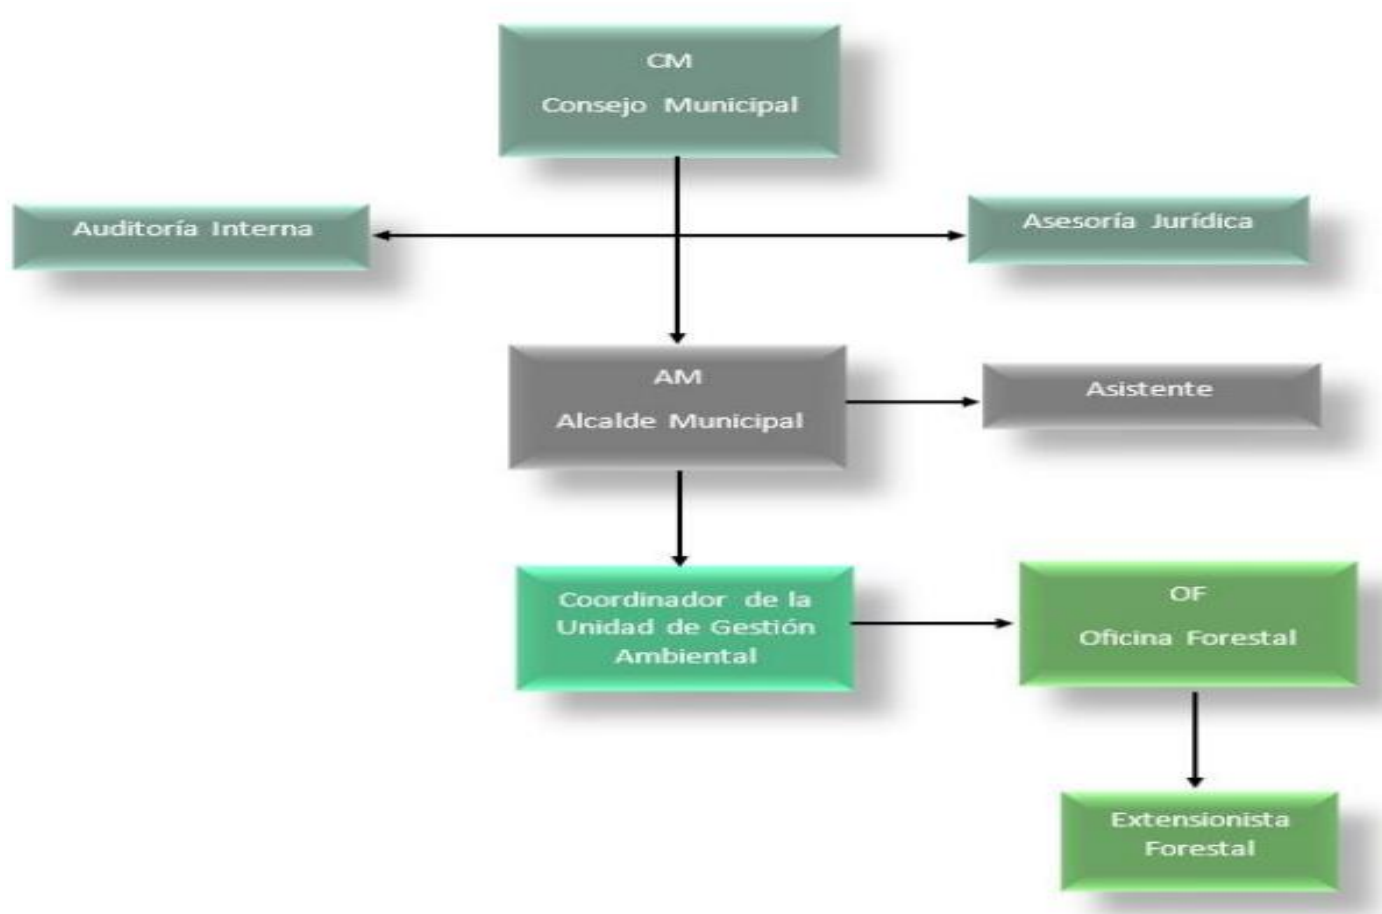 CM
Consejo Municipal
Auditoría Interna
Asesoría Jurídica
AM
Alcalde Municipal
Asistente
Coordinador de la
Unidad de Gestión
Ambiental
OF
Oficina Forestal
Extensionista
Forestal